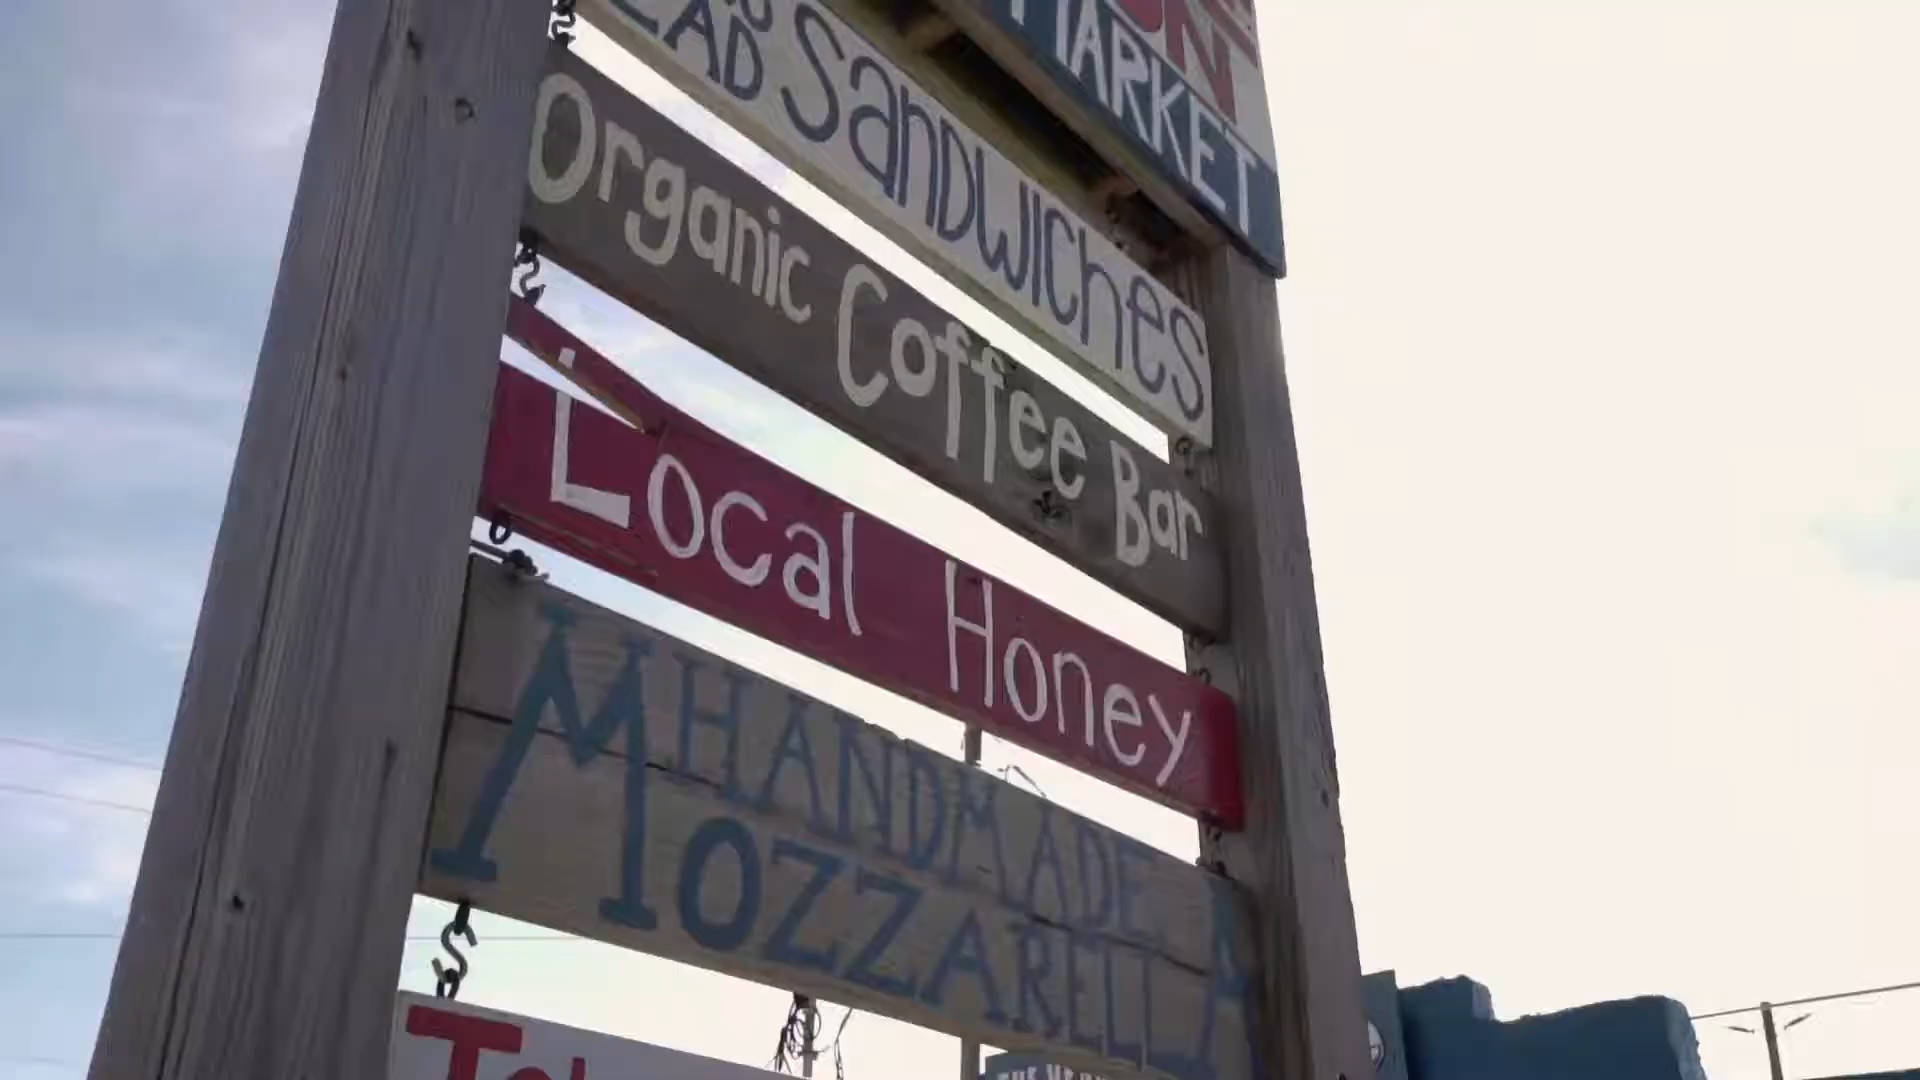 MARKET
SandWiches
Organic Coffee Bar
Local Honey
HANDMADE
MOZZARELLA